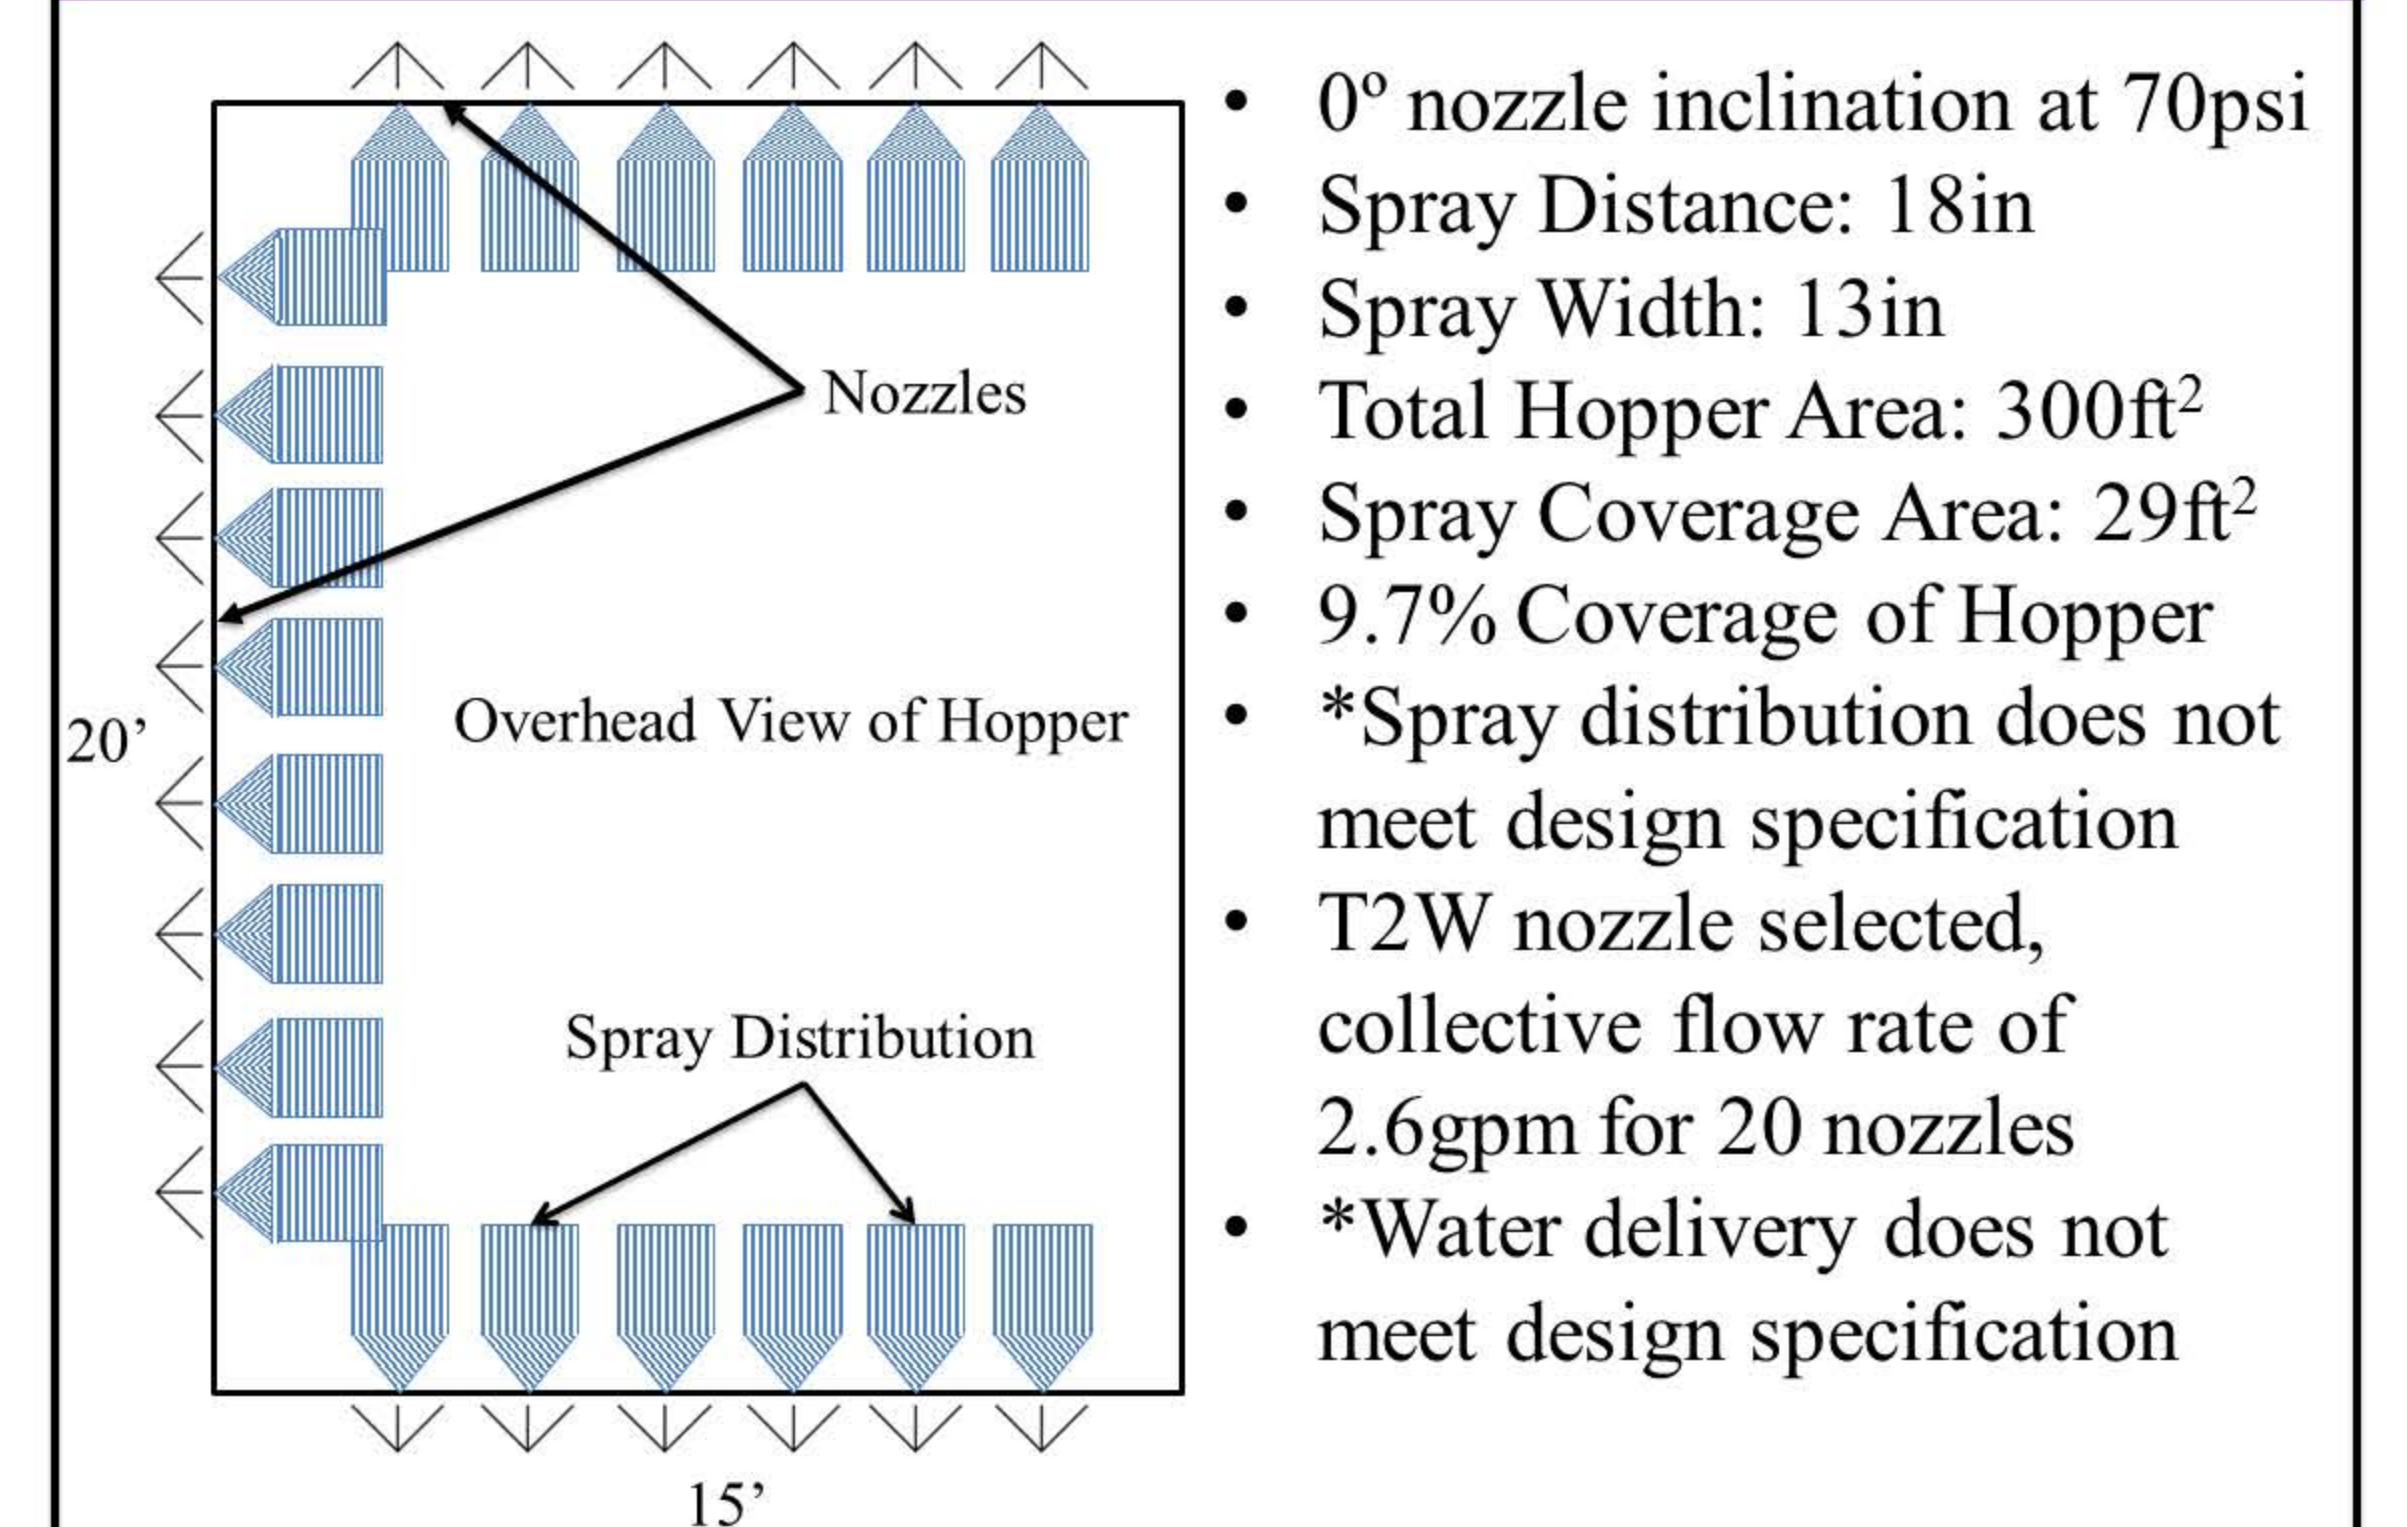 Nozzles
20’
Overhead View of Hopper
Spray Distribution
15’
• 0º nozzle inclination at 70psi
• Spray Distance: 18in
• Spray Width: 13in
• Total Hopper Area: 300ft²
• Spray Coverage Area: 29ft²
• 9.7% Coverage of Hopper
• *Spray distribution does not
meet design specification
• T2W nozzle selected,
collective flow rate of
2.6gpm for 20 nozzles
• *Water delivery does not
meet design specification